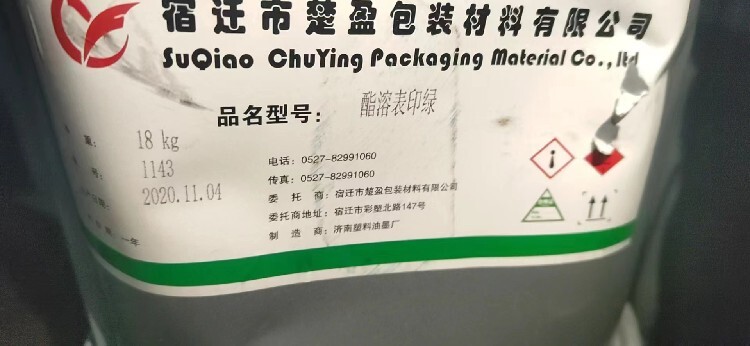 宿迁市楚盈包装材料有限公司
SuQiao ChuYing Packaging Material Co.,ltd
品名型号: 酯溶表印绿
重: 18 kg
1143
2020.11.04
一年
电话: 0527-82991060
传真: 0527-82991060
委托商: 宿迁市楚盈包装材料有限公司
委托商地址: 宿迁市彩塑北路147号
制造商: 济南塑料油墨厂